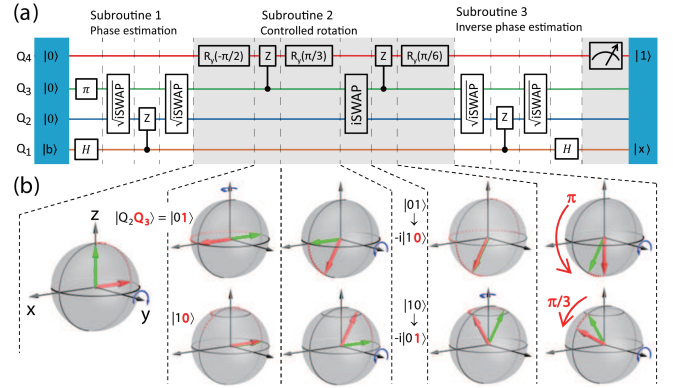 (a)
Subroutine 1
Phase estimation
Subroutine 2
Controlled rotation
Subroutine 3
Inverse phase estimation
Q4 |0⟩ Ry(-π/2) Z Ry(π/3) Z Ry(π/6) |1⟩
Q3 |0⟩ π √iSWAP √iSWAP iSWAP √iSWAP √iSWAP
Q2 |0⟩ Z Z
Q1 |b⟩ H H |x⟩
(b)
z
x
y
|Q2Q3⟩ = |01⟩
|10⟩
|01⟩
↓
-i|10⟩
|10⟩
↓
-i|01⟩
π
π/3